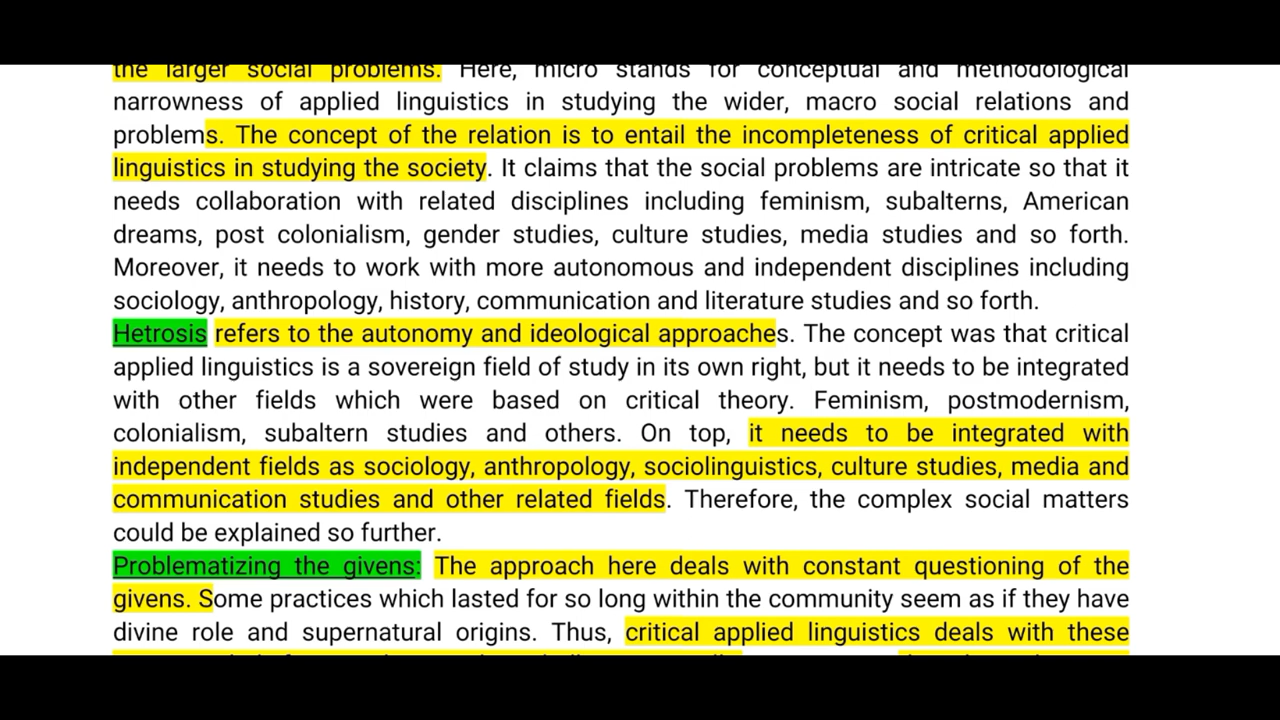 the larger social problems. Here, micro stands for conceptual and methodological
narrowness of applied linguistics in studying the wider, macro social relations and
problems. The concept of the relation is to entail the incompleteness of critical applied
linguistics in studying the society. It claims that the social problems are intricate so that it
needs collaboration with related disciplines including feminism, subalterns, American
dreams, post colonialism, gender studies, culture studies, media studies and so forth.
Moreover, it needs to work with more autonomous and independent disciplines including
sociology, anthropology, history, communication and literature studies and so forth.
Hetrosis refers to the autonomy and ideological approaches. The concept was that critical
applied linguistics is a sovereign field of study in its own right, but it needs to be integrated
with other fields which were based on critical theory. Feminism, postmodernism,
colonialism, subaltern studies and others. On top, it needs to be integrated with
independent fields as sociology, anthropology, sociolinguistics, culture studies, media and
communication studies and other related fields. Therefore, the complex social matters
could be explained so further.
Problematizing the givens: The approach here deals with constant questioning of the
givens. Some practices which lasted for so long within the community seem as if they have
divine role and supernatural origins. Thus, critical applied linguistics deals with these